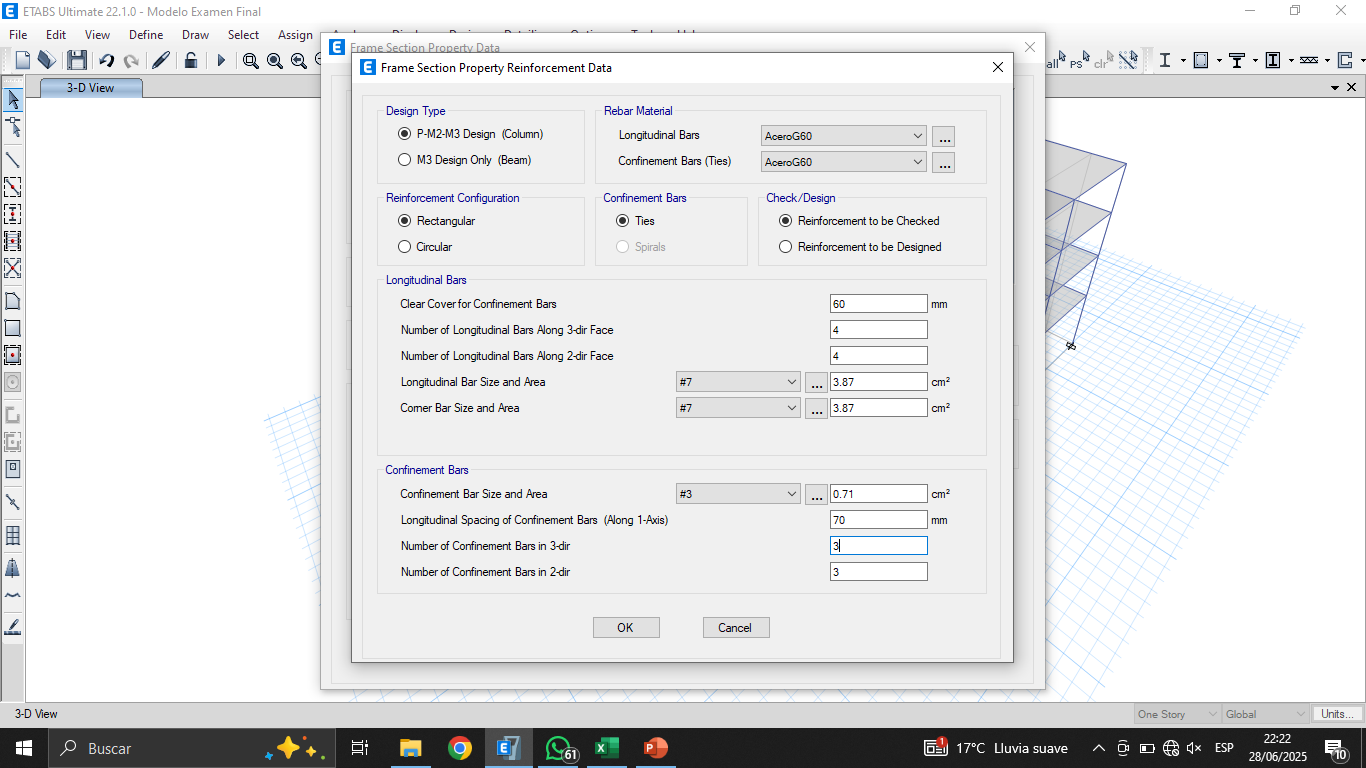 ETABS Ultimate 22.1.0 - Modelo Examen Final
File Edit View Define Draw Select Assign
Frame Section Property Data
Frame Section Property Reinforcement Data
all PS clr
3-D View
Design Type
P-M2-M3 Design (Column)
M3 Design Only (Beam)
Rebar Material
Longitudinal Bars AceroG60 ...
Confinement Bars (Ties) AceroG60 ...
Reinforcement Configuration
Rectangular
Circular
Confinement Bars
Ties
Spirals
Check/Design
Reinforcement to be Checked
Reinforcement to be Designed
Longitudinal Bars
Clear Cover for Confinement Bars 60 mm
Number of Longitudinal Bars Along 3-dir Face 4
Number of Longitudinal Bars Along 2-dir Face 4
Longitudinal Bar Size and Area #7 ... 3.87 cm²
Corner Bar Size and Area #7 ... 3.87 cm²
Confinement Bars
Confinement Bar Size and Area #3 ... 0.71 cm²
Longitudinal Spacing of Confinement Bars (Along 1-Axis) 70 mm
Number of Confinement Bars in 3-dir 3
Number of Confinement Bars in 2-dir 3
OK Cancel
3-D View One Story Global Units...
Buscar 61 1 17°C Lluvia suave ESP 22:22
28/06/2025 10